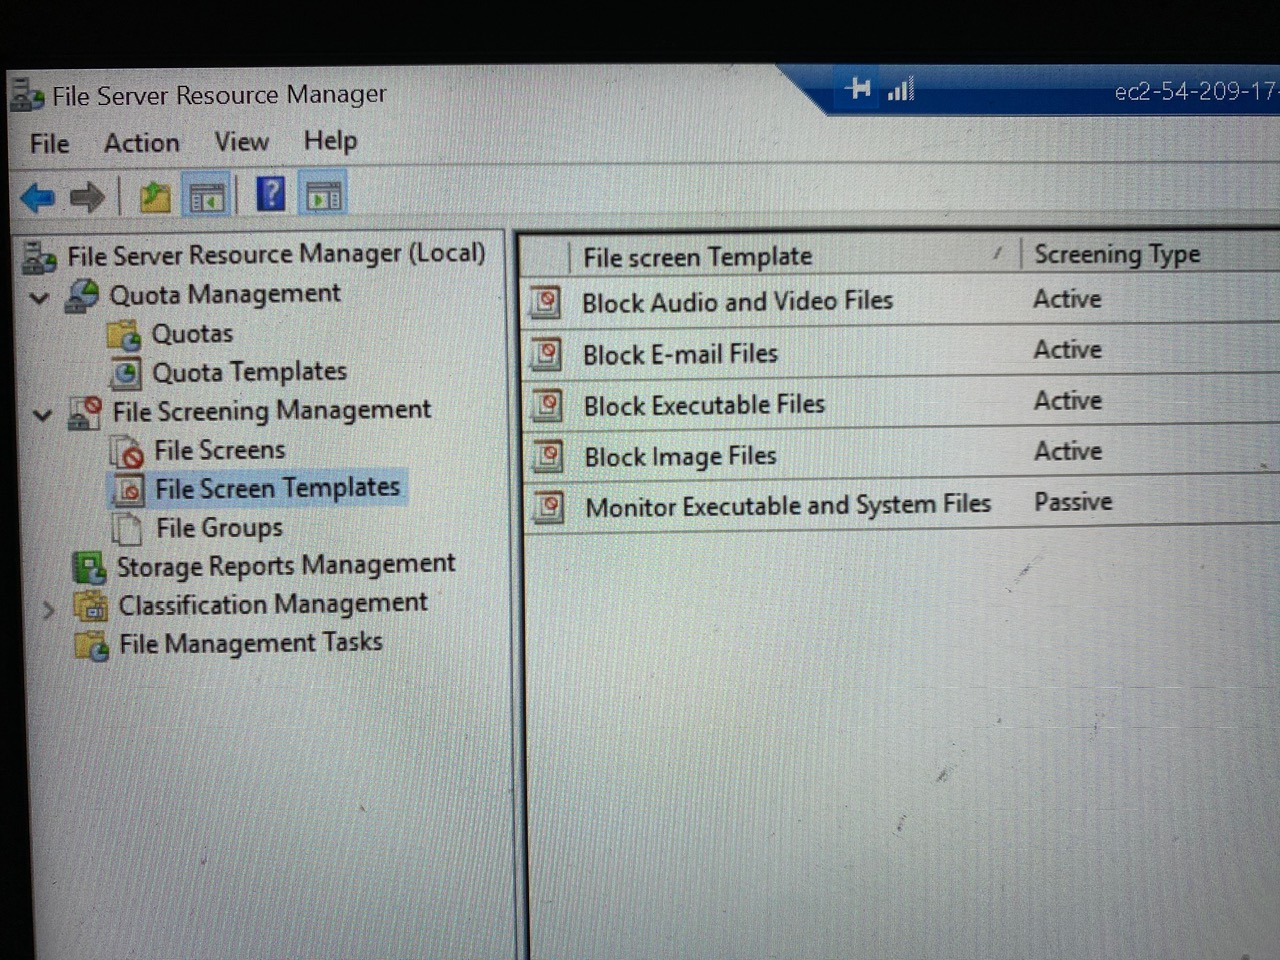 File Server Resource Manager
ec2-54-209-17-
File Action View Help
File Server Resource Manager (Local)
Quota Management
Quotas
Quota Templates
File Screening Management
File Screens
File Screen Templates
File Groups
Storage Reports Management
Classification Management
File Management Tasks
File screen Template Screening Type
Block Audio and Video Files Active
Block E-mail Files Active
Block Executable Files Active
Block Image Files Active
Monitor Executable and System Files Passive